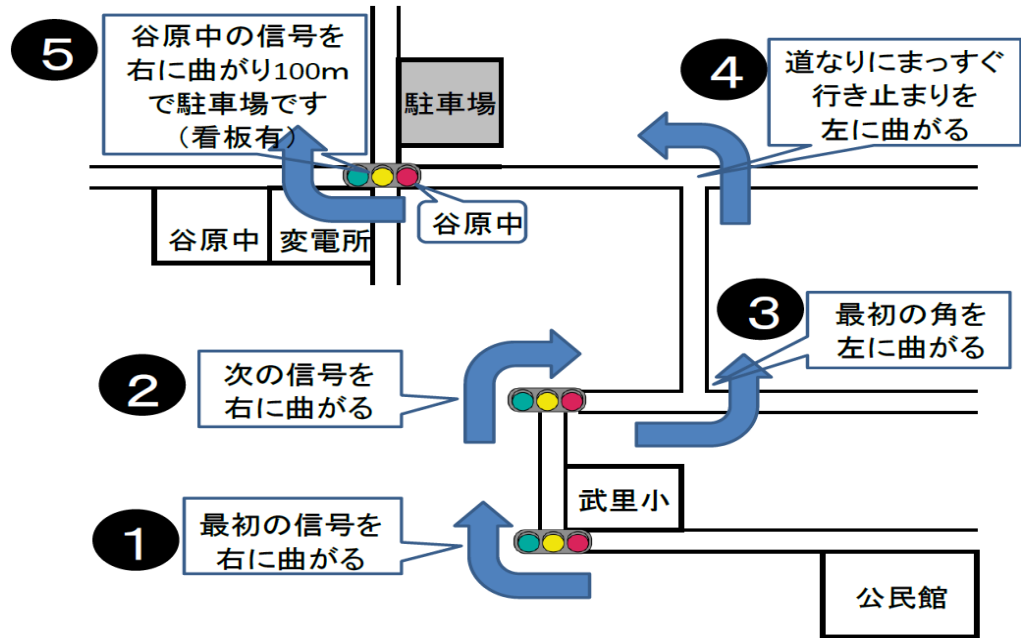 5
谷原中の信号を
右に曲がり100m
で駐車場です
（看板有）
駐車場
4
道なりにまっすぐ
行き止まりを
左に曲がる
谷原中
変電所
谷原中
3
最初の角を
左に曲がる
2
次の信号を
右に曲がる
武里小
1
最初の信号を
右に曲がる
公民館